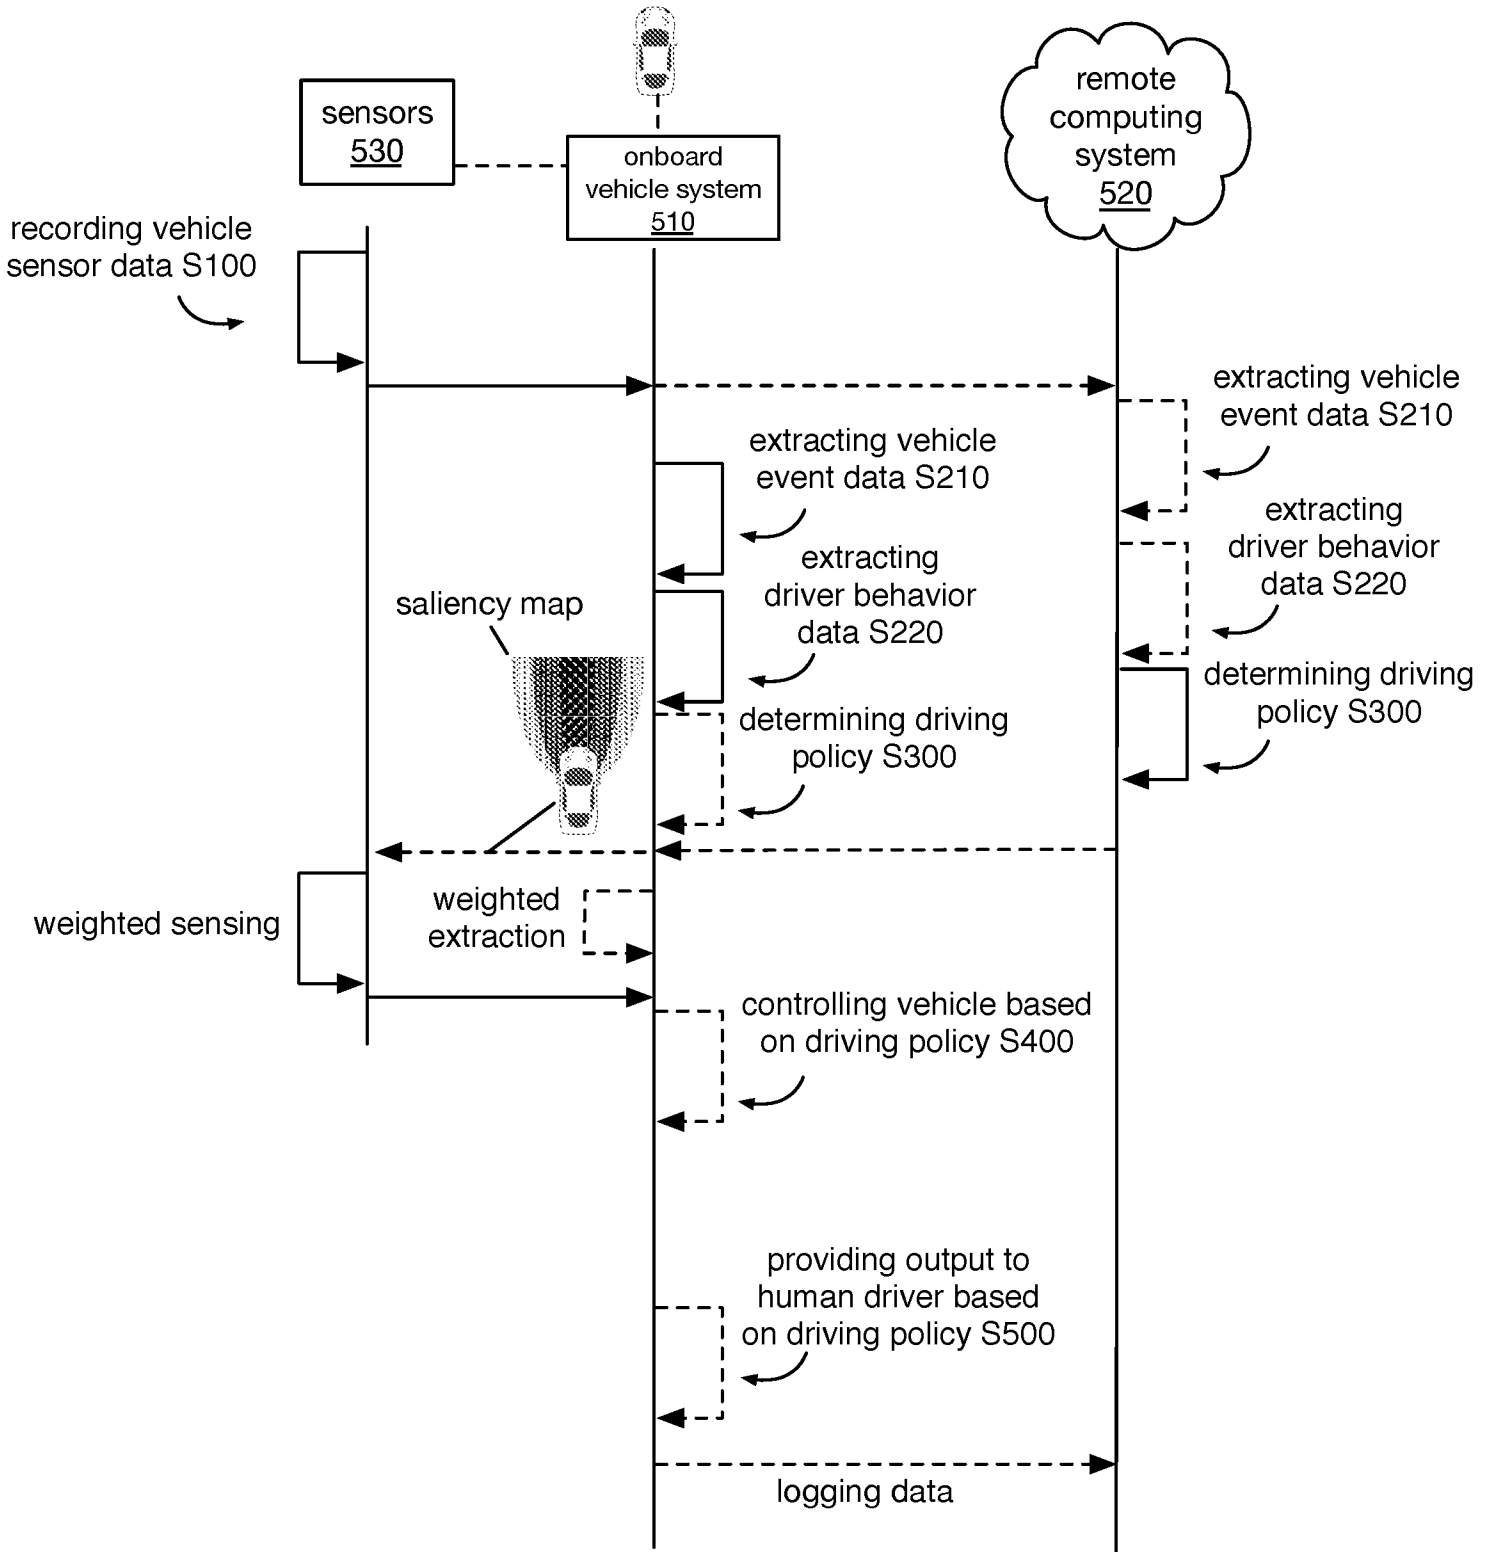 sensors
530
onboard
vehicle system
510
remote
computing
system
520
recording vehicle
sensor data S100
extracting vehicle
event data S210
extracting vehicle
event data S210
extracting
driver behavior
data S220
extracting
driver behavior
data S220
saliency map
determining driving
policy S300
determining driving
policy S300
weighted sensing
weighted
extraction
controlling vehicle based
on driving policy S400
providing output to
human driver based
on driving policy S500
logging data